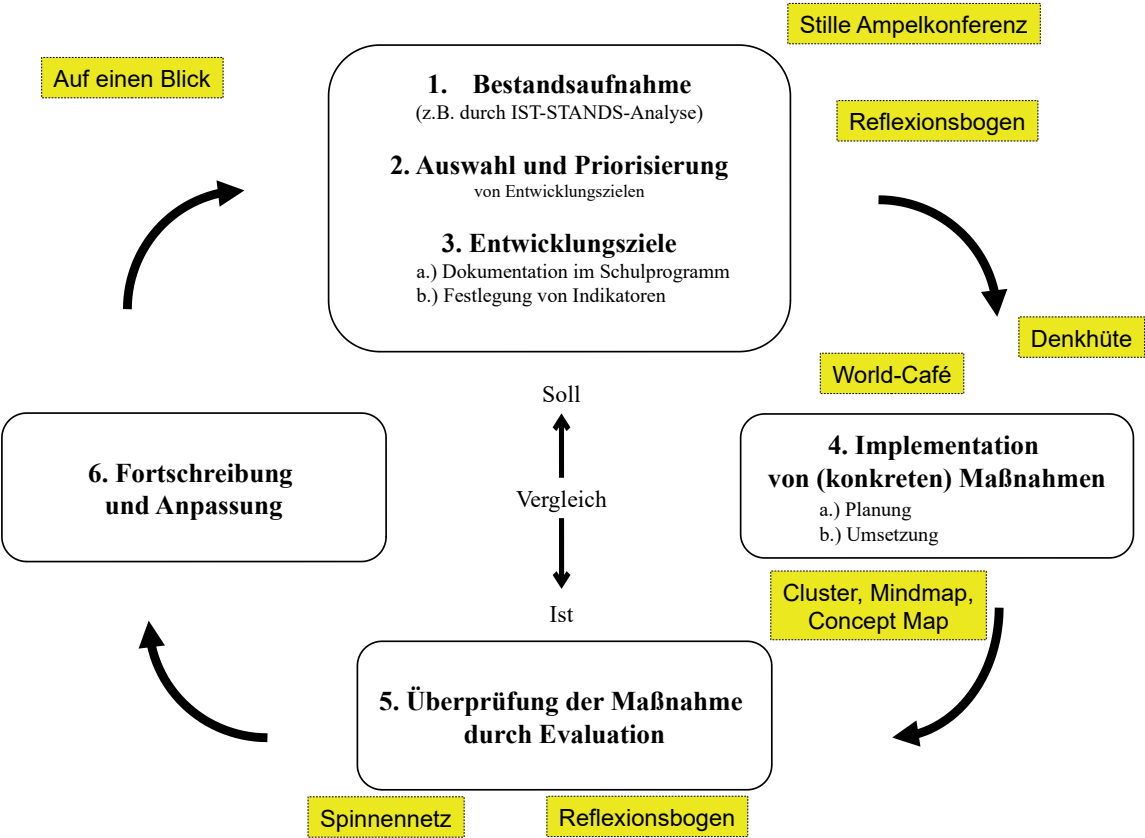 Stille Ampelkonferenz
Auf einen Blick
1. Bestandsaufnahme
(z.B. durch IST-STANDS-Analyse)
Reflexionsbogen
2. Auswahl und Priorisierung
von Entwicklungszielen
3. Entwicklungsziele
a.) Dokumentation im Schulprogramm
b.) Festlegung von Indikatoren
Denkhüte
World-Café
Soll
Vergleich
Ist
4. Implementation
von (konkreten) Maßnahmen
a.) Planung
b.) Umsetzung
Cluster, Mindmap,
Concept Map
5. Überprüfung der Maßnahme
durch Evaluation
Spinnennetz
Reflexionsbogen
6. Fortschreibung
und Anpassung